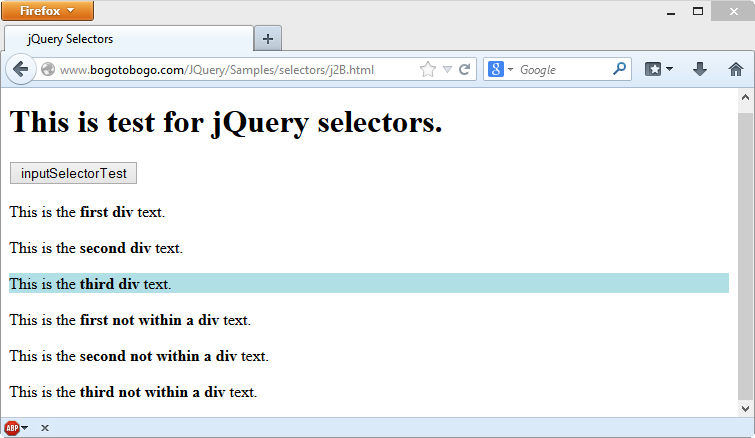 Firefox
jQuery Selectors
www.bogotobogo.com/JQuery/Samples/selectors/j2B.html
Google
This is test for jQuery selectors.
inputSelectorTest
This is the first div text.
This is the second div text.
This is the third div text.
This is the first not within a div text.
This is the second not within a div text.
This is the third not within a div text.
ABP